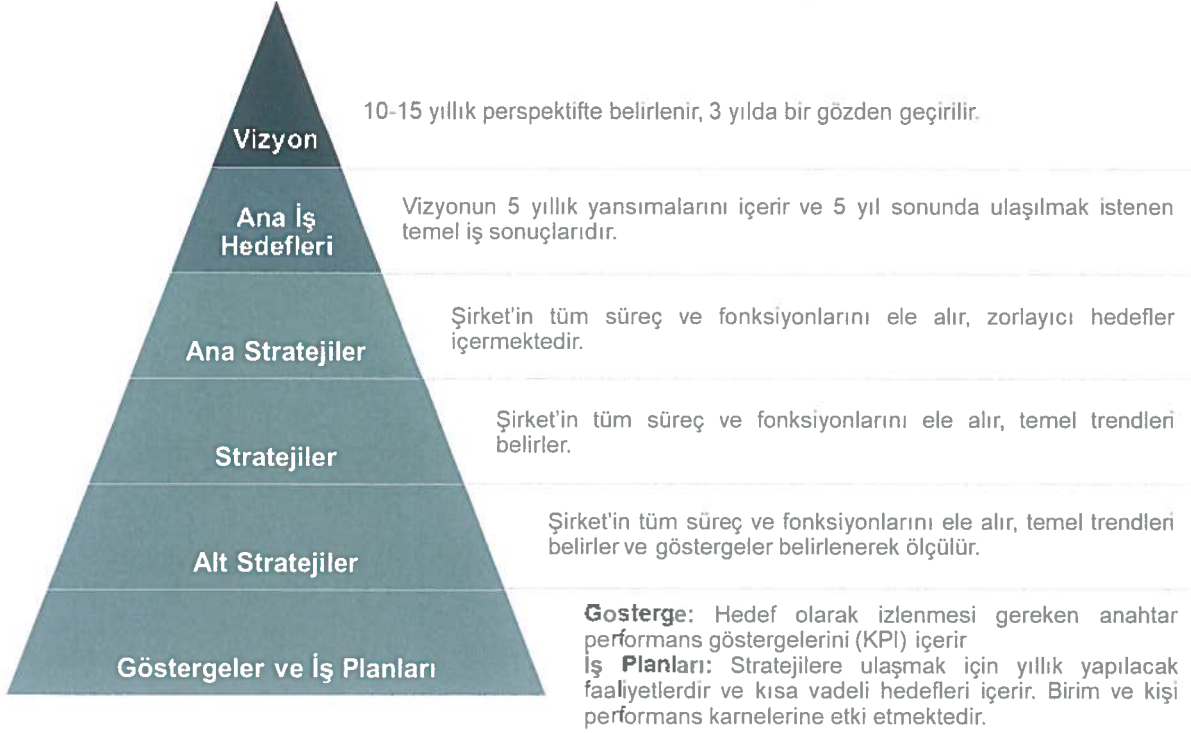 Vizyon
10-15 yıllık perspektifte belirlenir, 3 yılda bir gözden geçirilir.
Ana İş
Hedefleri
Vizyonun 5 yıllık yansımalarını içerir ve 5 yıl sonunda ulaşılmak istenen
temel iş sonuçlarıdır.
Ana Stratejiler
Şirket'in tüm süreç ve fonksiyonlarını ele alır, zorlayıcı hedefler
içermektedir.
Stratejiler
Şirket'in tüm süreç ve fonksiyonlarını ele alır, temel trendleri
belirler.
Alt Stratejiler
Şirket'in tüm süreç ve fonksiyonlarını ele alır, temel trendleri
belirler ve göstergeler belirlenerek ölçülür.
Göstergeler ve İş Planları
Gosterge: Hedef olarak izlenmesi gereken anahtar
performans göstergelerini (KPI) içerir
İş Planları: Stratejilere ulaşmak için yıllık yapılacak
faaliyetlerdir ve kısa vadeli hedefleri içerir. Birim ve kişi
performans karnelerine etki etmektedir.